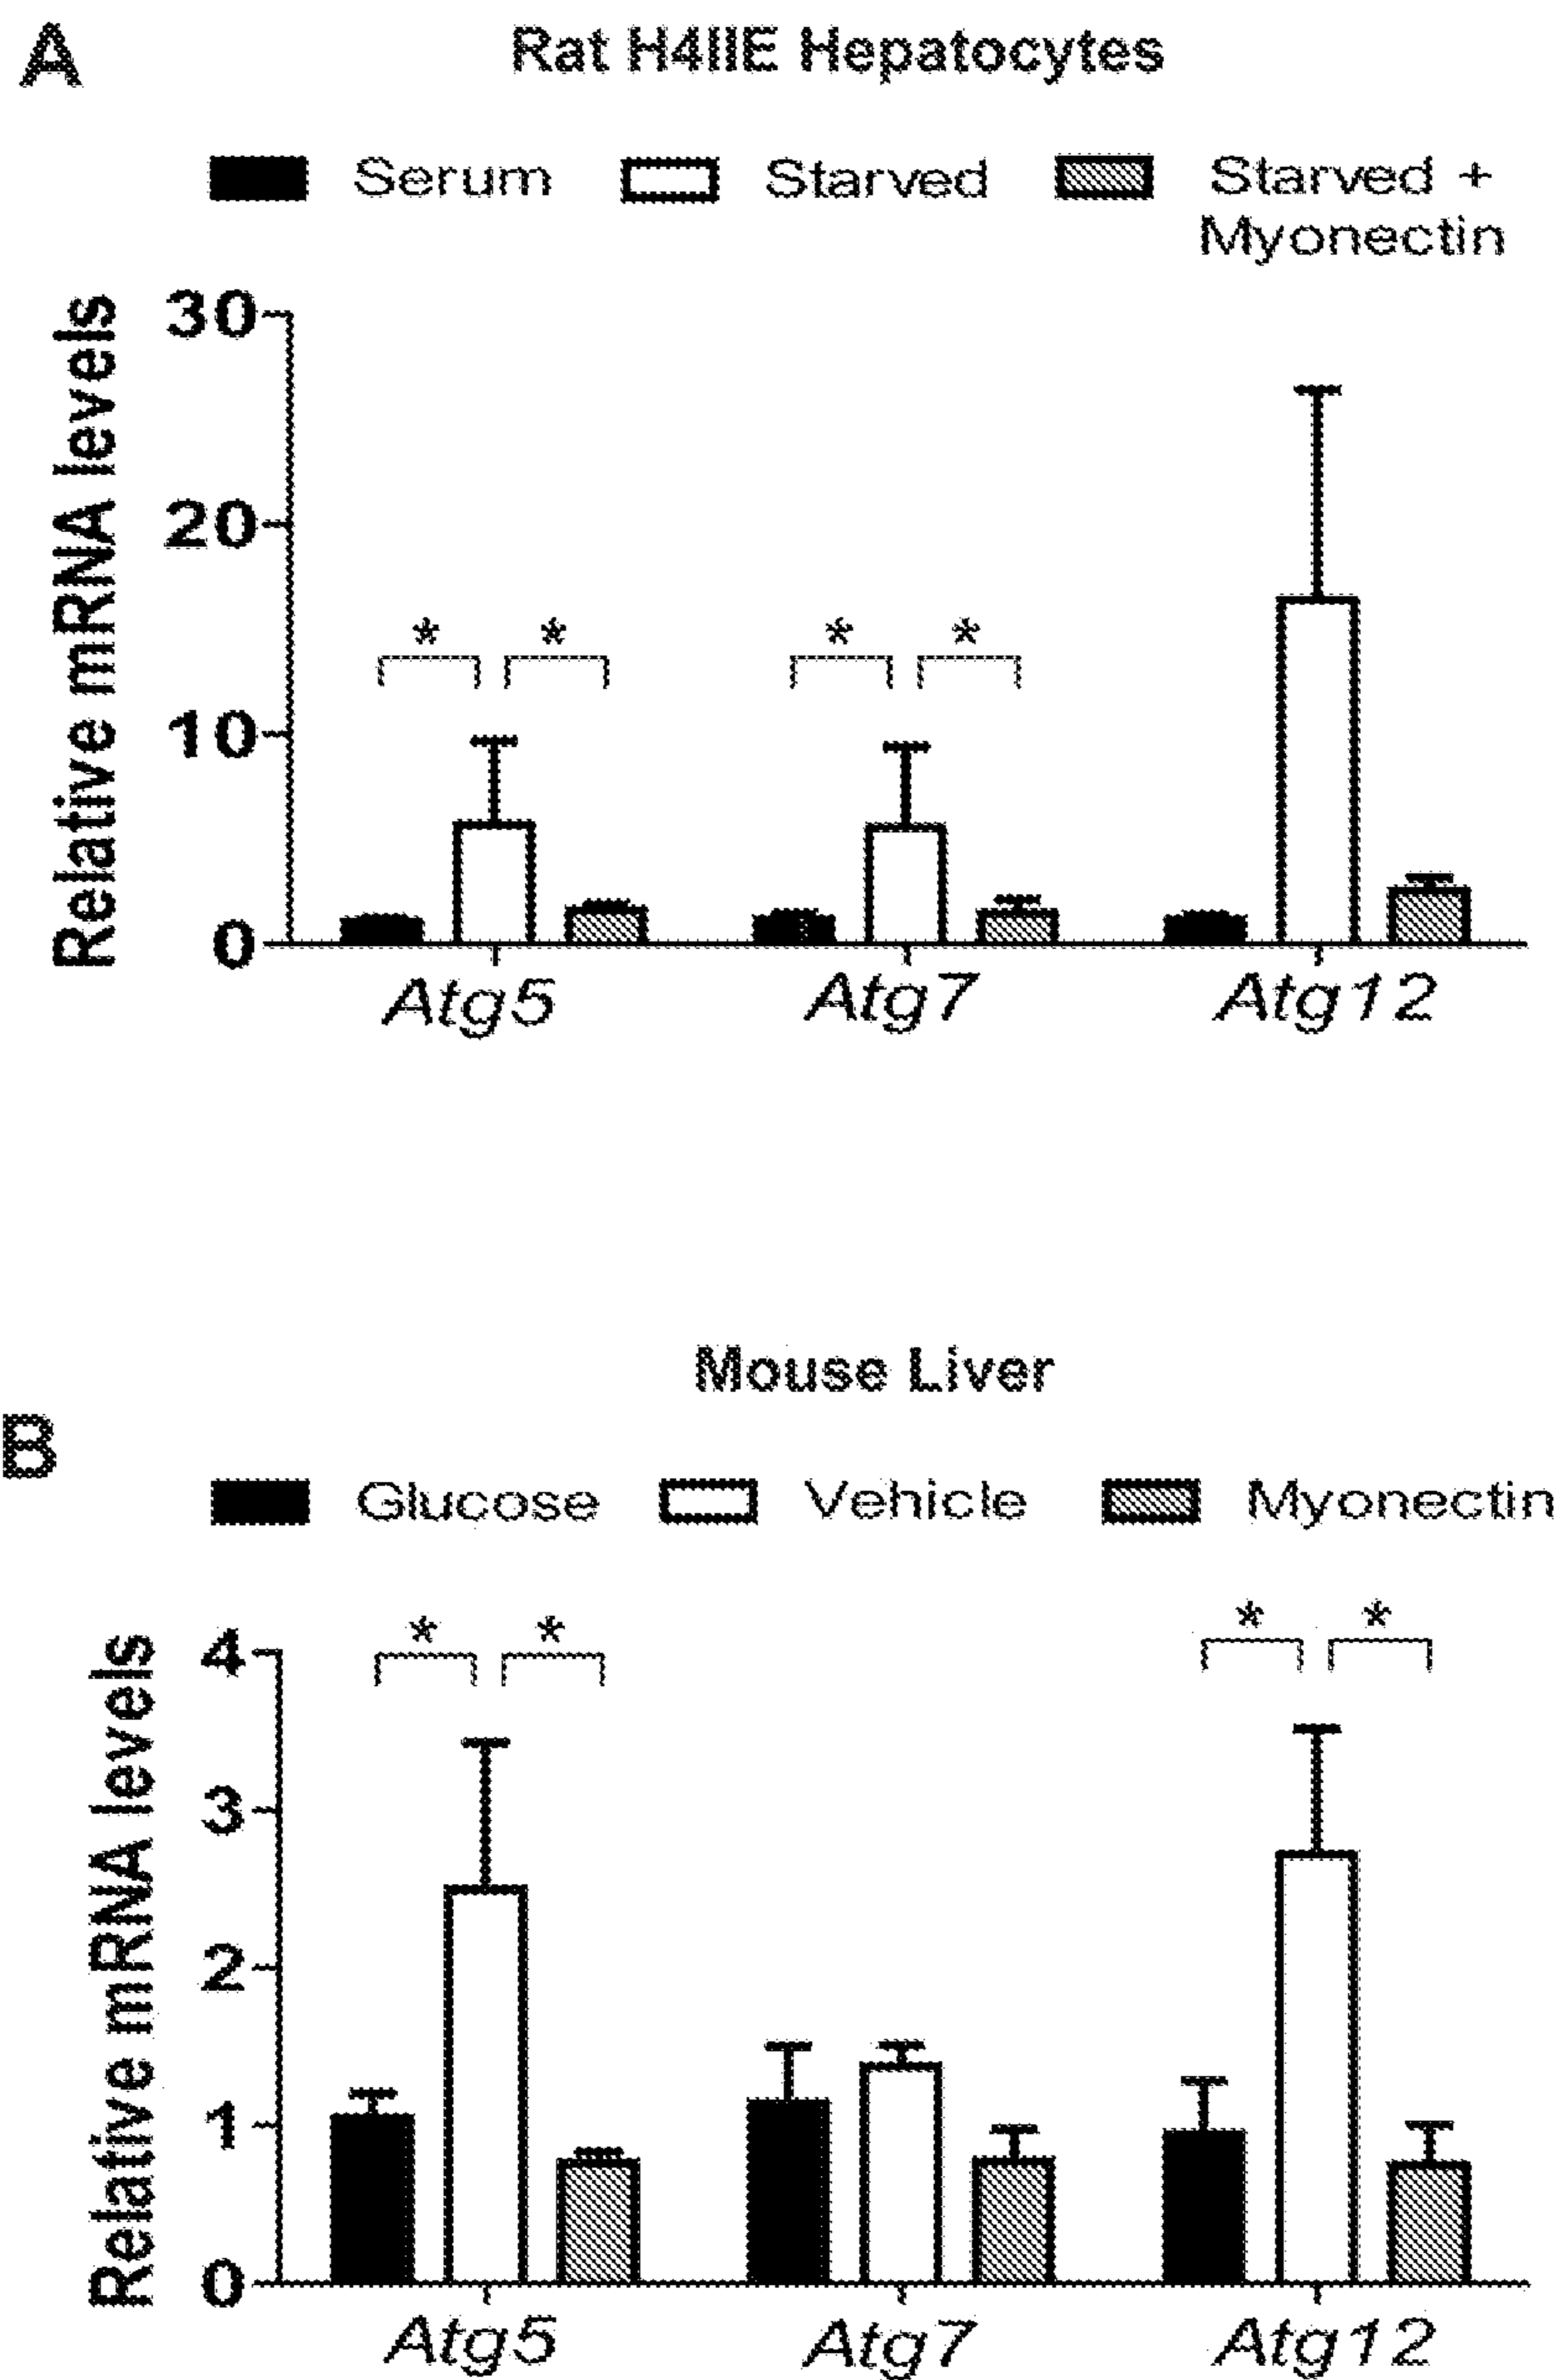 A
Rat H4IIE Hepatocytes
Serum Starved Starved +
Myonectin
Relative mRNA levels
30
20
10
0
* * * *
Atg5 Atg7 Atg12
Mouse Liver
B
Glucose Vehicle Myonectin
Relative mRNA levels
4
3
2
1
0
* * * *
Atg5 Atg7 Atg12